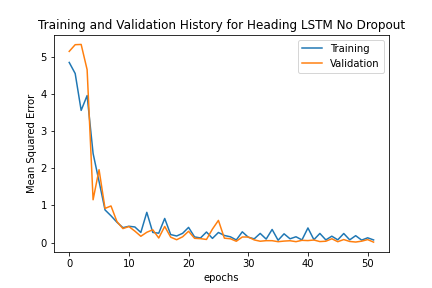 Training and Validation History for Heading LSTM No Dropout
Training
Validation
Mean Squared Error
5
4
3
2
1
0
0
10
20
30
40
50
epochs